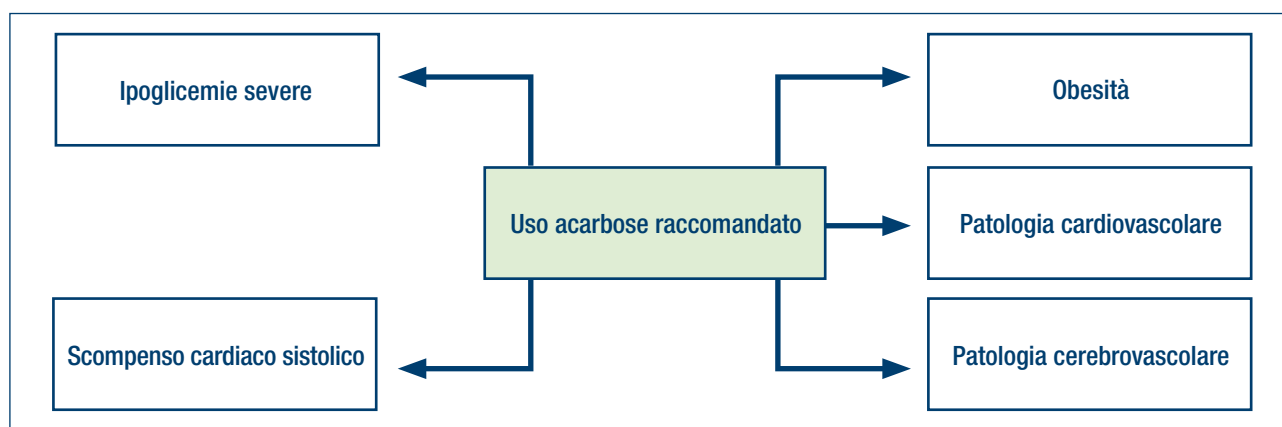 Ipoglicemie severe
Obesità
Uso acarbose raccomandato
Patologia cardiovascolare
Scompenso cardiaco sistolico
Patologia cerebrovascolare